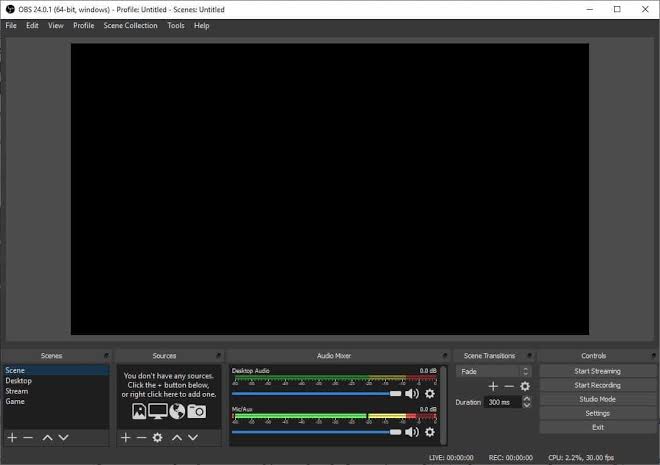 OBS 24.0.1 (64-bit, windows) - Profile: Untitled - Scenes: Untitled
File Edit View Profile Scene Collection Tools Help
Scenes Sources Audio Mixer Scene Transitions Controls
Scene
Desktop
Stream
Game
You don't have any sources.
Click the + button below,
or right click here to add one.
Desktop Audio 0.0 dB
Mic/Aux 0.0 dB
Fade
Duration 300 ms
Start Streaming
Start Recording
Studio Mode
Settings
Exit
LIVE: 00:00:00 REC: 00:00:00 CPU: 2.2%, 30.00 fps